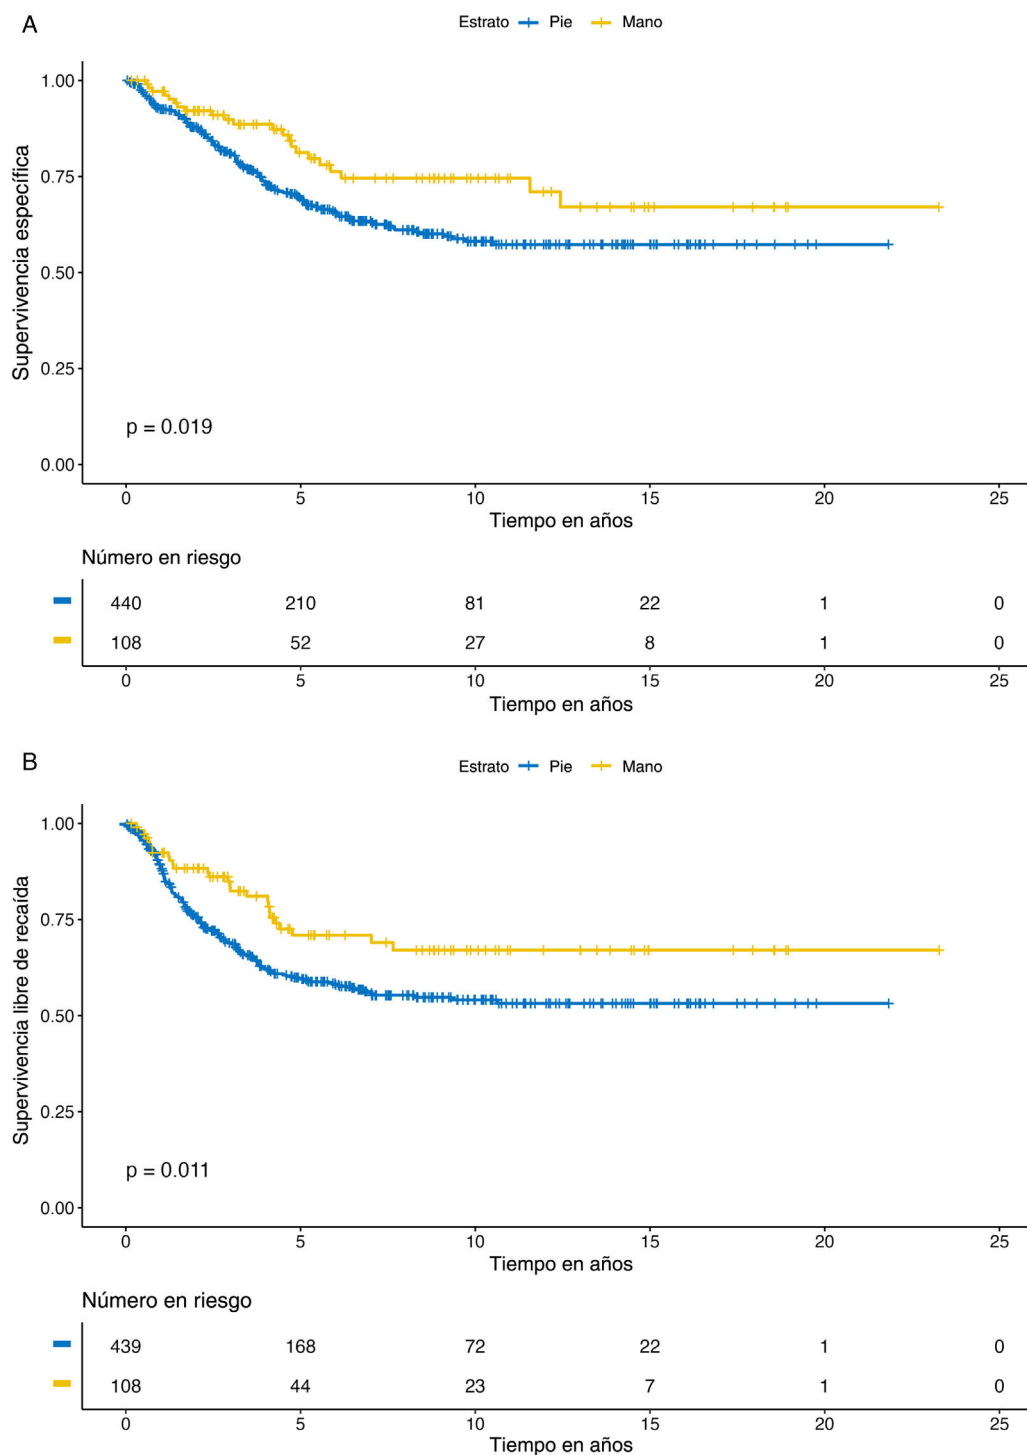 A
Estrato Pie Mano
Supervivencia específica
1.00
0.75
0.50
0.25
0.00
p = 0.019
0 5 10 15 20 25
Tiempo en años
Número en riesgo
440 210 81 22 1 0
108 52 27 8 1 0
0 5 10 15 20 25
Tiempo en años
B
Estrato Pie Mano
Supervivencia libre de recaída
1.00
0.75
0.50
0.25
0.00
p = 0.011
0 5 10 15 20 25
Tiempo en años
Número en riesgo
439 168 72 22 1 0
108 44 23 7 1 0
0 5 10 15 20 25
Tiempo en años